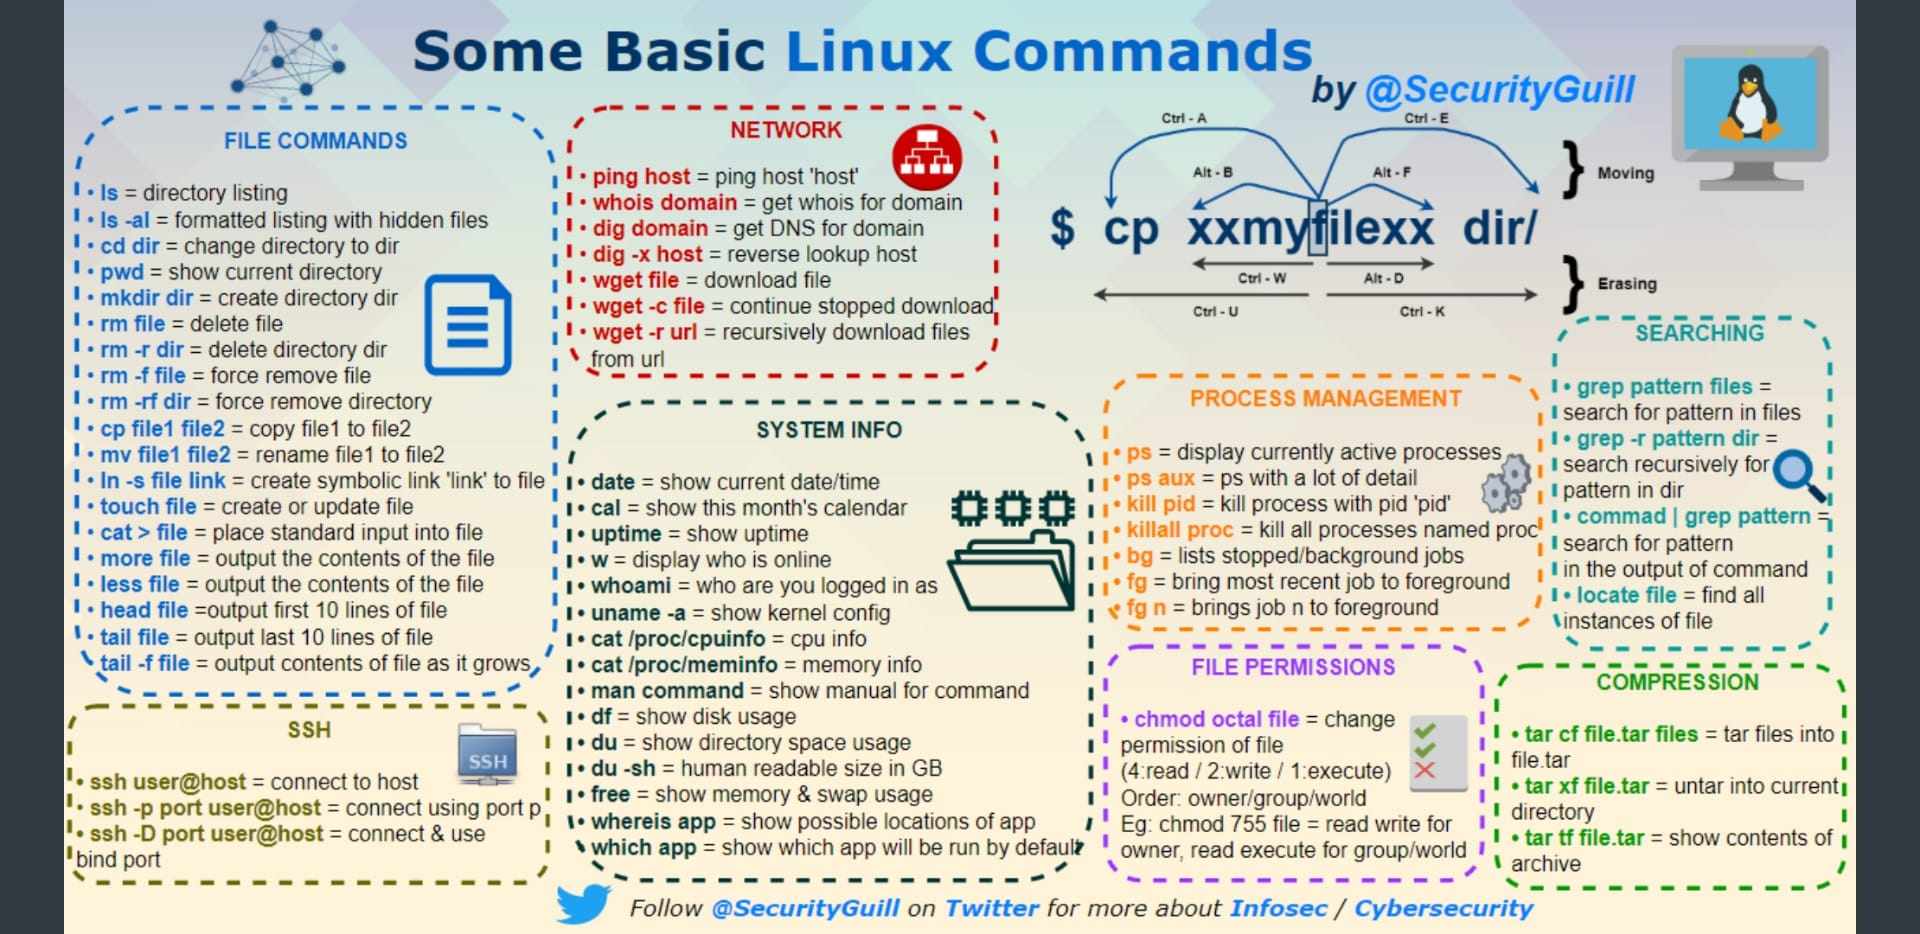 Some Basic Linux Commands
by @SecurityGuill
FILE COMMANDS
• ls = directory listing
• ls -al = formatted listing with hidden files
• cd dir = change directory to dir
• pwd = show current directory
• mkdir dir = create directory dir
• rm file = delete file
• rm -r dir = delete directory dir
• rm -f file = force remove file
• rm -rf dir = force remove directory
• cp file1 file2 = copy file1 to file2
• mv file1 file2 = rename file1 to file2
• ln -s file link = create symbolic link 'link' to file
• touch file = create or update file
• cat > file = place standard input into file
• more file = output the contents of the file
• less file = output the contents of the file
• head file =output first 10 lines of file
• tail file = output last 10 lines of file
• tail -f file = output contents of file as it grows
SSH
SSH
• ssh user@host = connect to host
• ssh -p port user@host = connect using port p
• ssh -D port user@host = connect & use
bind port
NETWORK
• ping host = ping host 'host'
• whois domain = get whois for domain
• dig domain = get DNS for domain
• dig -x host = reverse lookup host
• wget file = download file
• wget -c file = continue stopped download
• wget -r url = recursively download files
from url
SYSTEM INFO
• date = show current date/time
• cal = show this month's calendar
• uptime = show uptime
• w = display who is online
• whoami = who are you logged in as
• uname -a = show kernel config
• cat /proc/cpuinfo = cpu info
• cat /proc/meminfo = memory info
• man command = show manual for command
• df = show disk usage
• du = show directory space usage
• du -sh = human readable size in GB
• free = show memory & swap usage
• whereis app = show possible locations of app
• which app = show which app will be run by default
Ctrl - A
Ctrl - E
Alt - B
Alt - F
Moving
$ cp xxmyfilexx dir/
Ctrl - W
Alt - D
Erasing
Ctrl - U
Ctrl - K
PROCESS MANAGEMENT
• ps = display currently active processes
• ps aux = ps with a lot of detail
• kill pid = kill process with pid 'pid'
• killall proc = kill all processes named proc
• bg = lists stopped/background jobs
• fg = bring most recent job to foreground
• fg n = brings job n to foreground
SEARCHING
• grep pattern files =
search for pattern in files
• grep -r pattern dir =
search recursively for
pattern in dir
• commad | grep pattern =
search for pattern
in the output of command
• locate file = find all
instances of file
FILE PERMISSIONS
• chmod octal file = change
permission of file
(4:read / 2:write / 1:execute)
Order: owner/group/world
Eg: chmod 755 file = read write for
owner, read execute for group/world
COMPRESSION
• tar cf file.tar files = tar files into
file.tar
• tar xf file.tar = untar into current
directory
• tar tf file.tar = show contents of
archive
Follow @SecurityGuill on Twitter for more about Infosec / Cybersecurity